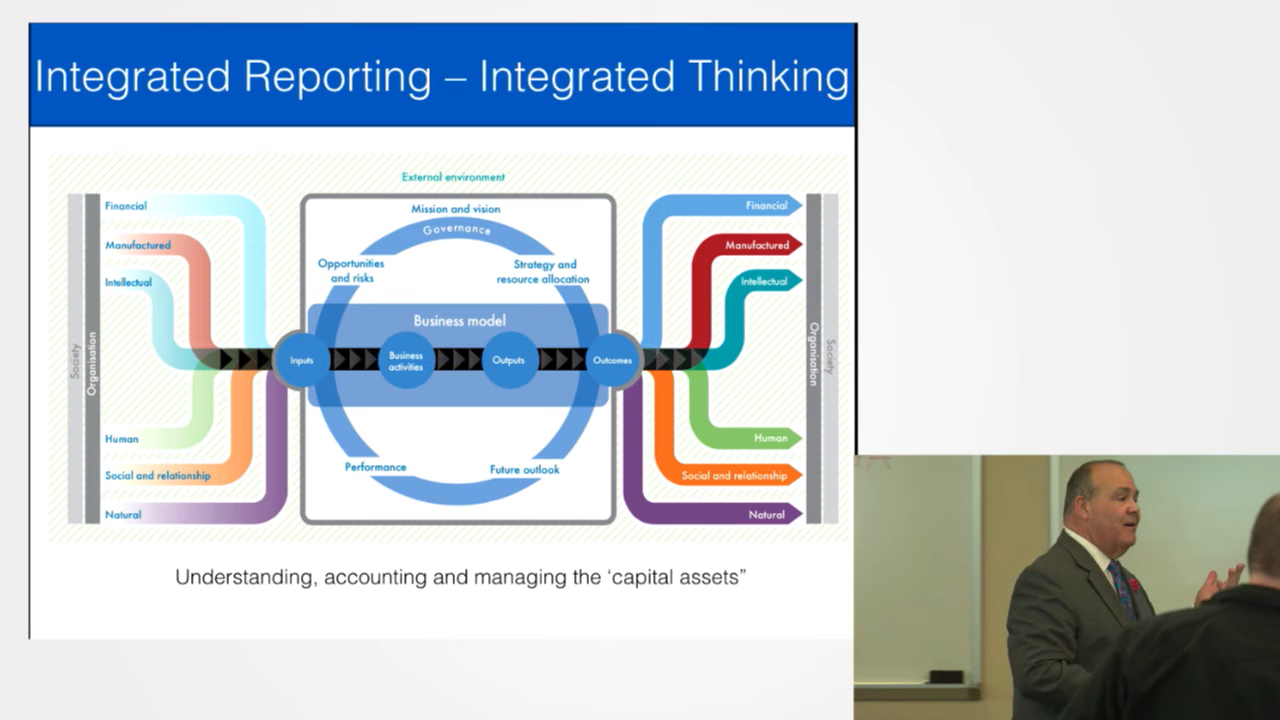 Integrated Reporting – Integrated Thinking
External environment
Financial
Manufactured
Intellectual
Human
Social and relationship
Natural
Society
Organisation
Mission and vision
Governance
Opportunities
and risks
Strategy and
resource allocation
Business model
Inputs
Business
activities
Outputs
Outcomes
Performance
Future outlook
Financial
Manufactured
Intellectual
Human
Social and relationship
Natural
Organisation
Society
Understanding, accounting and managing the ‘capital assets”